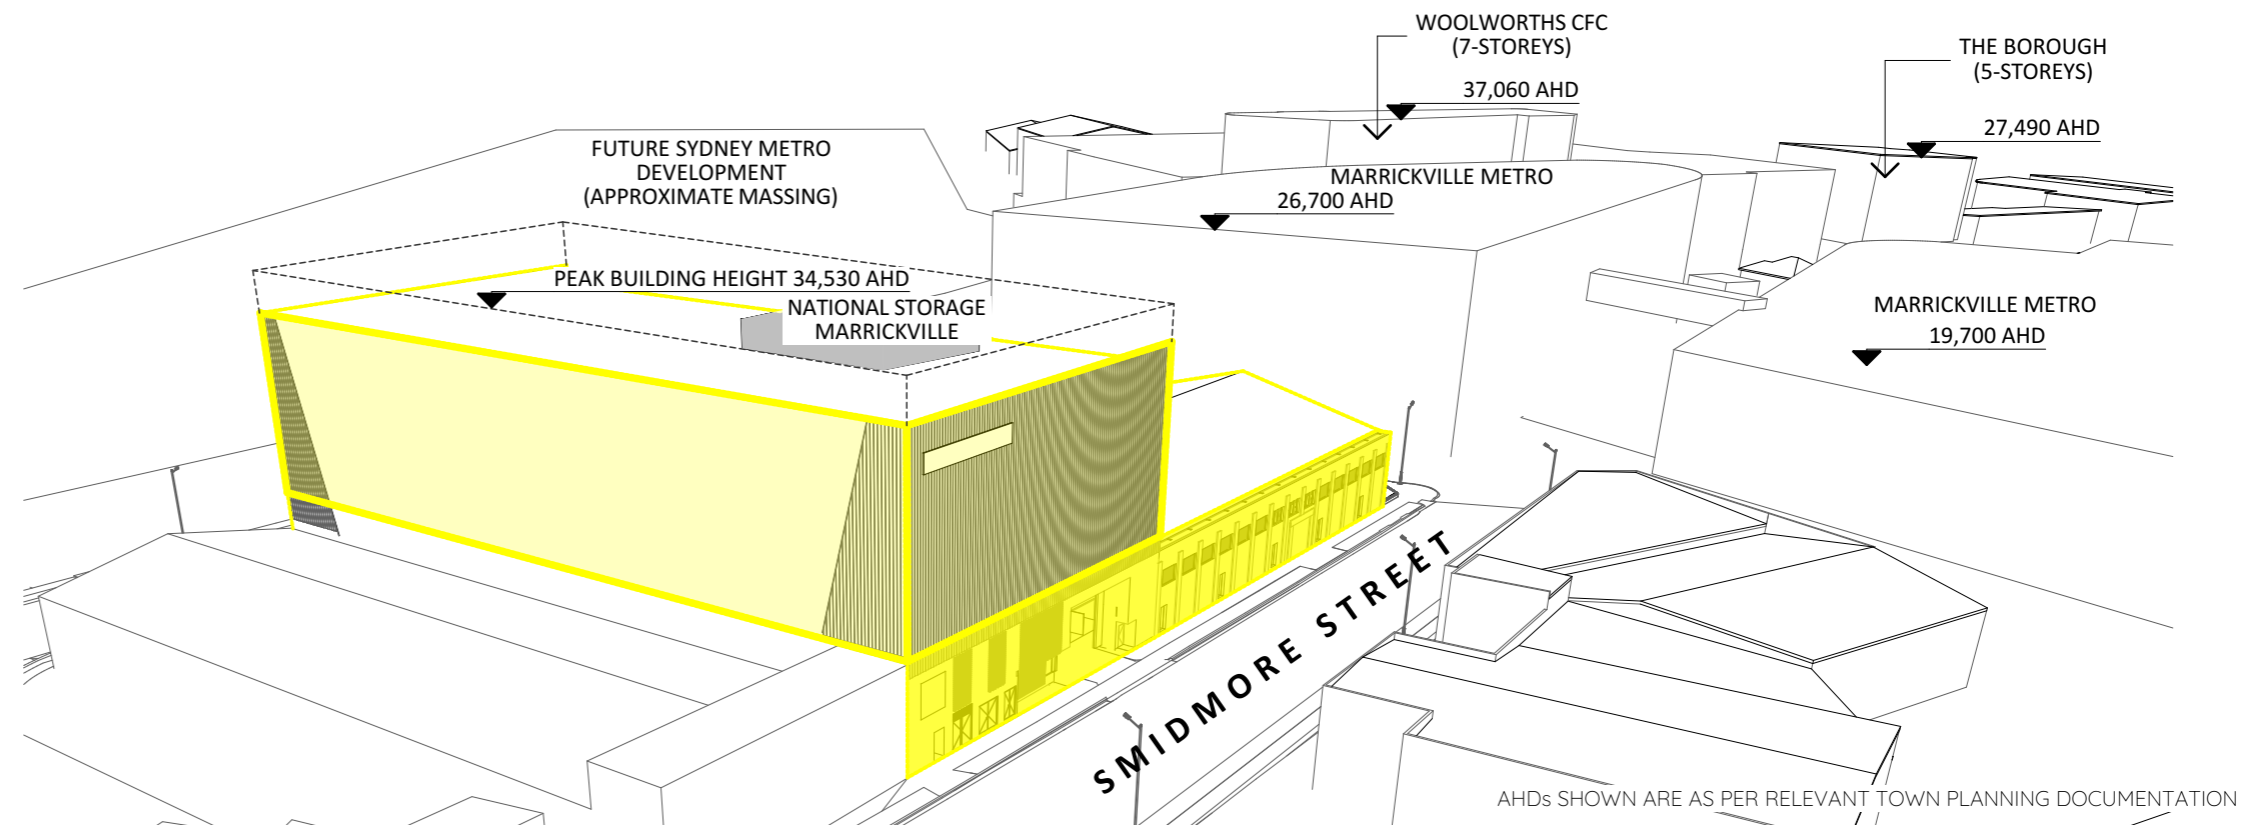 WOOLWORTHS CFC
(7-STOREYS)
37,060 AHD
THE BOROUGH
(5-STOREYS)
27,490 AHD
FUTURE SYDNEY METRO
DEVELOPMENT
(APPROXIMATE MASSING)
MARRICKVILLE METRO
26,700 AHD
PEAK BUILDING HEIGHT 34,530 AHD
NATIONAL STORAGE
MARRICKVILLE
MARRICKVILLE METRO
19,700 AHD
SMIDMORE STREET
AHDs SHOWN ARE AS PER RELEVANT TOWN PLANNING DOCUMENTATION